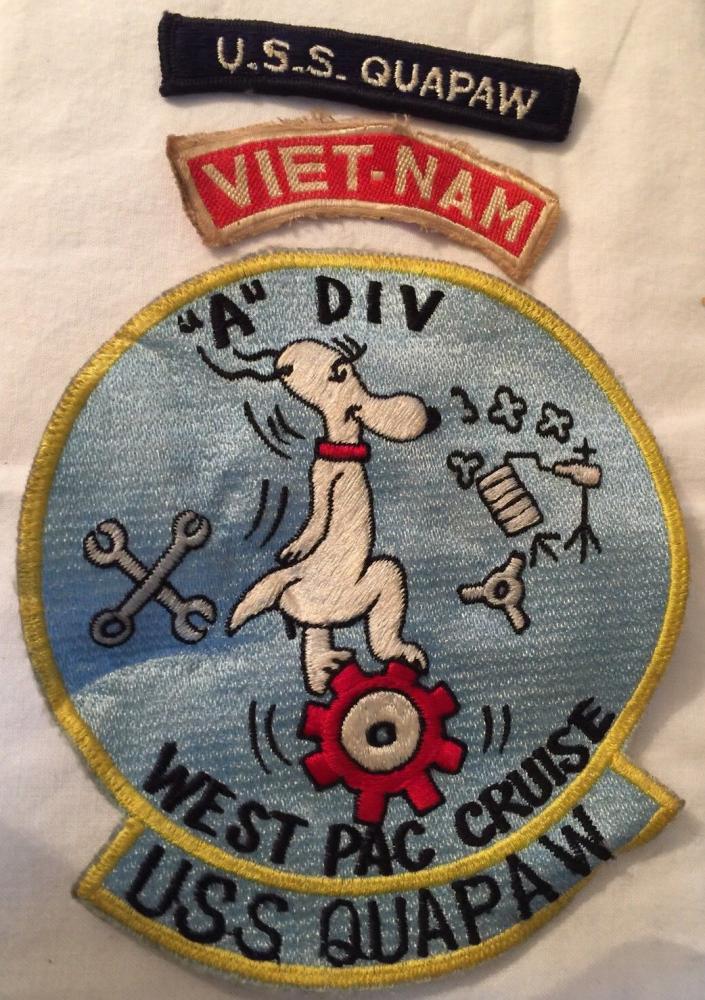 U.S.S. QUAPAW
VIET-NAM
"A" DIV
WEST PAC CRUISE
USS QUAPAW